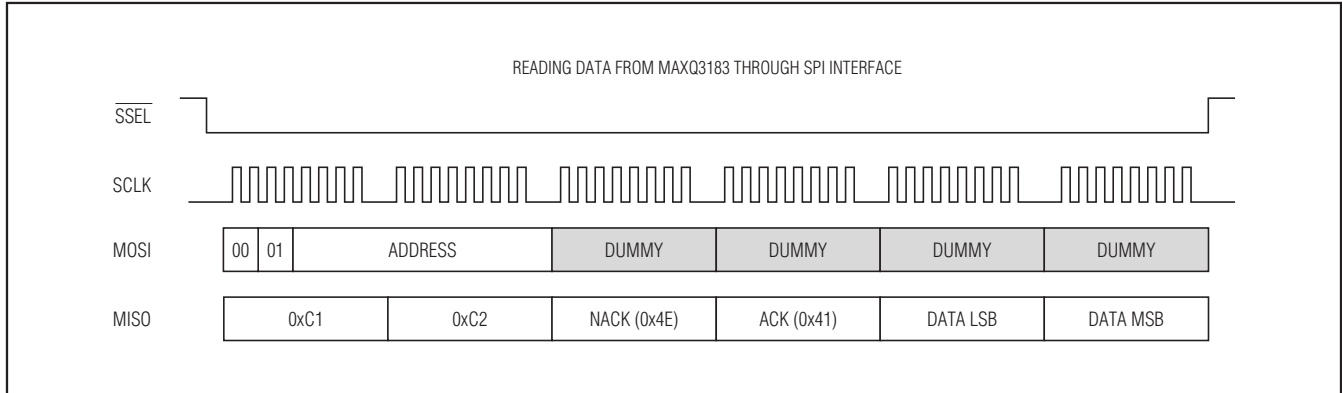 READING DATA FROM MAXQ3183 THROUGH SPI INTERFACE
SSEL
SCLK
MOSI 00 01 ADDRESS DUMMY DUMMY DUMMY DUMMY
MISO 0xC1 0xC2 NACK (0x4E) ACK (0x41) DATA LSB DATA MSB